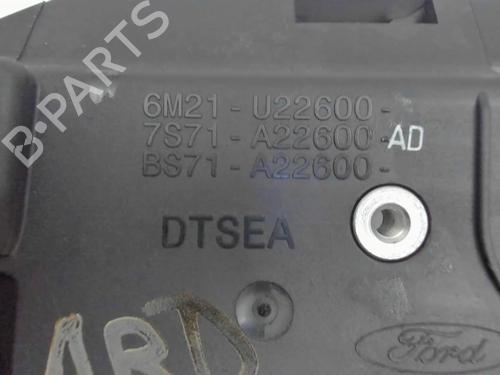 B-PARTS
6M21 - U22600 -
7S71 - A22600 - AD
BS71 - A22600 -
DTSEA
Ford